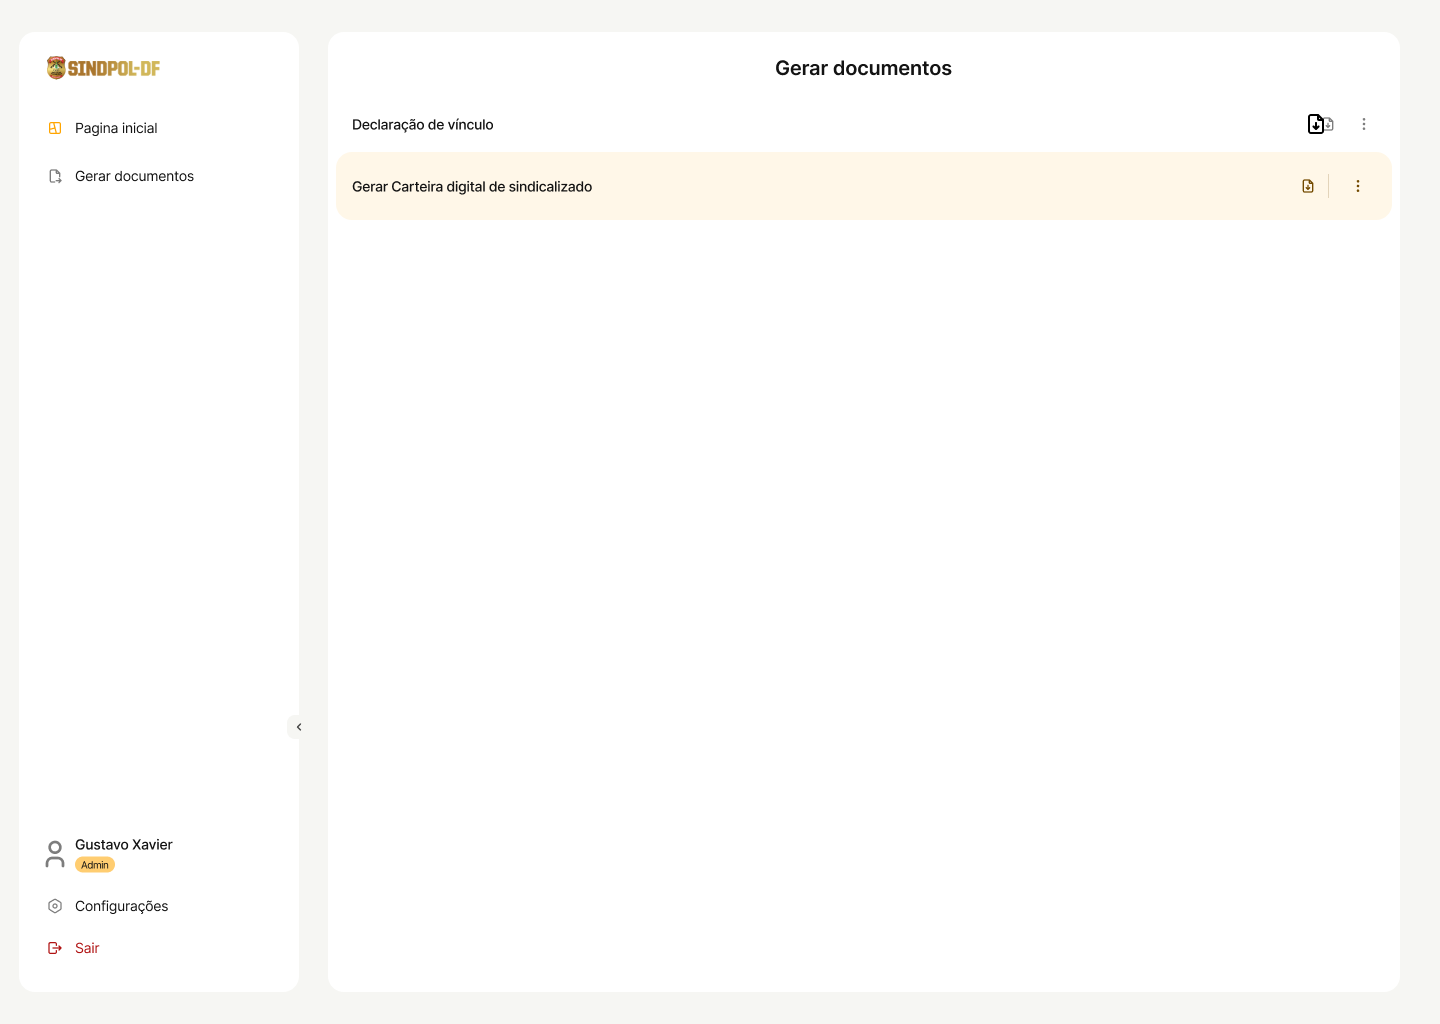 SINDPOL-DF
Pagina inicial
Gerar documentos
Gustavo Xavier
Admin
Configurações
Sair
Gerar documentos
Declaração de vínculo
Gerar Carteira digital de sindicalizado